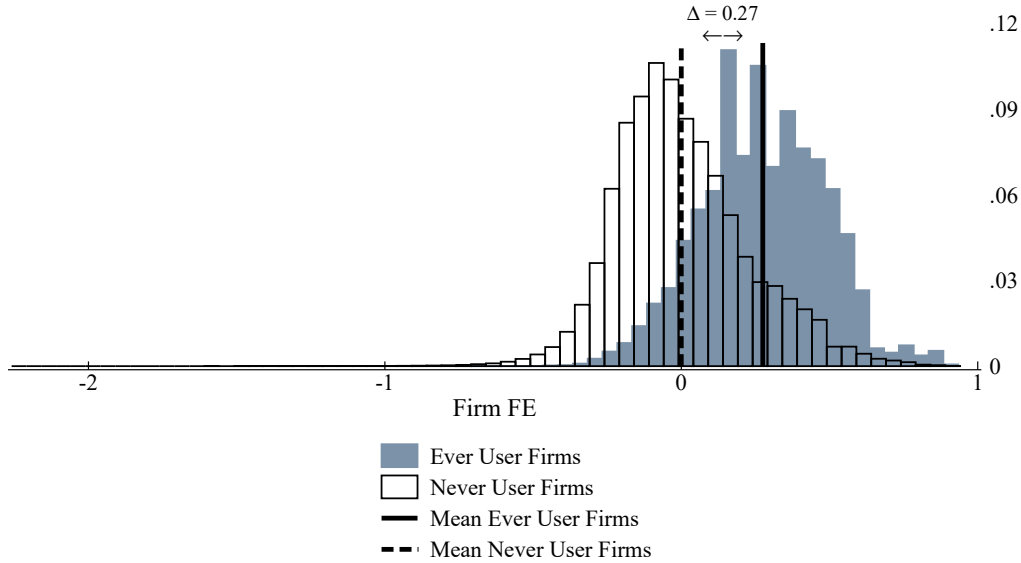 Δ = 0.27
.12
.09
.06
.03
0
-2 -1 0 1
Firm FE
Ever User Firms
Never User Firms
Mean Ever User Firms
Mean Never User Firms